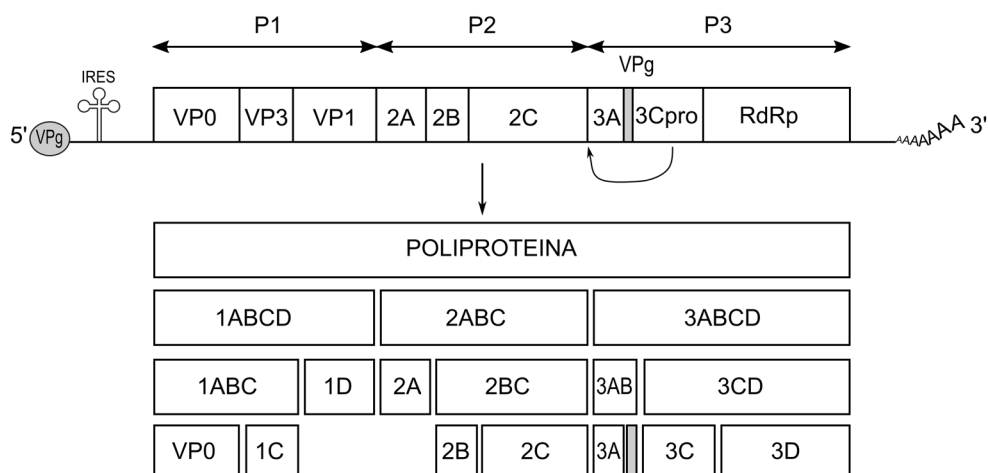 P1 P2 P3
VPg
IRES
5' VPg VP0 VP3 VP1 2A 2B 2C 3A 3Cpro RdRp AAAAAAA 3'
POLIPROTEINA
1ABCD 2ABC 3ABCD
1ABC 1D 2A 2BC 3AB 3CD
VP0 1C 2B 2C 3A 3C 3D